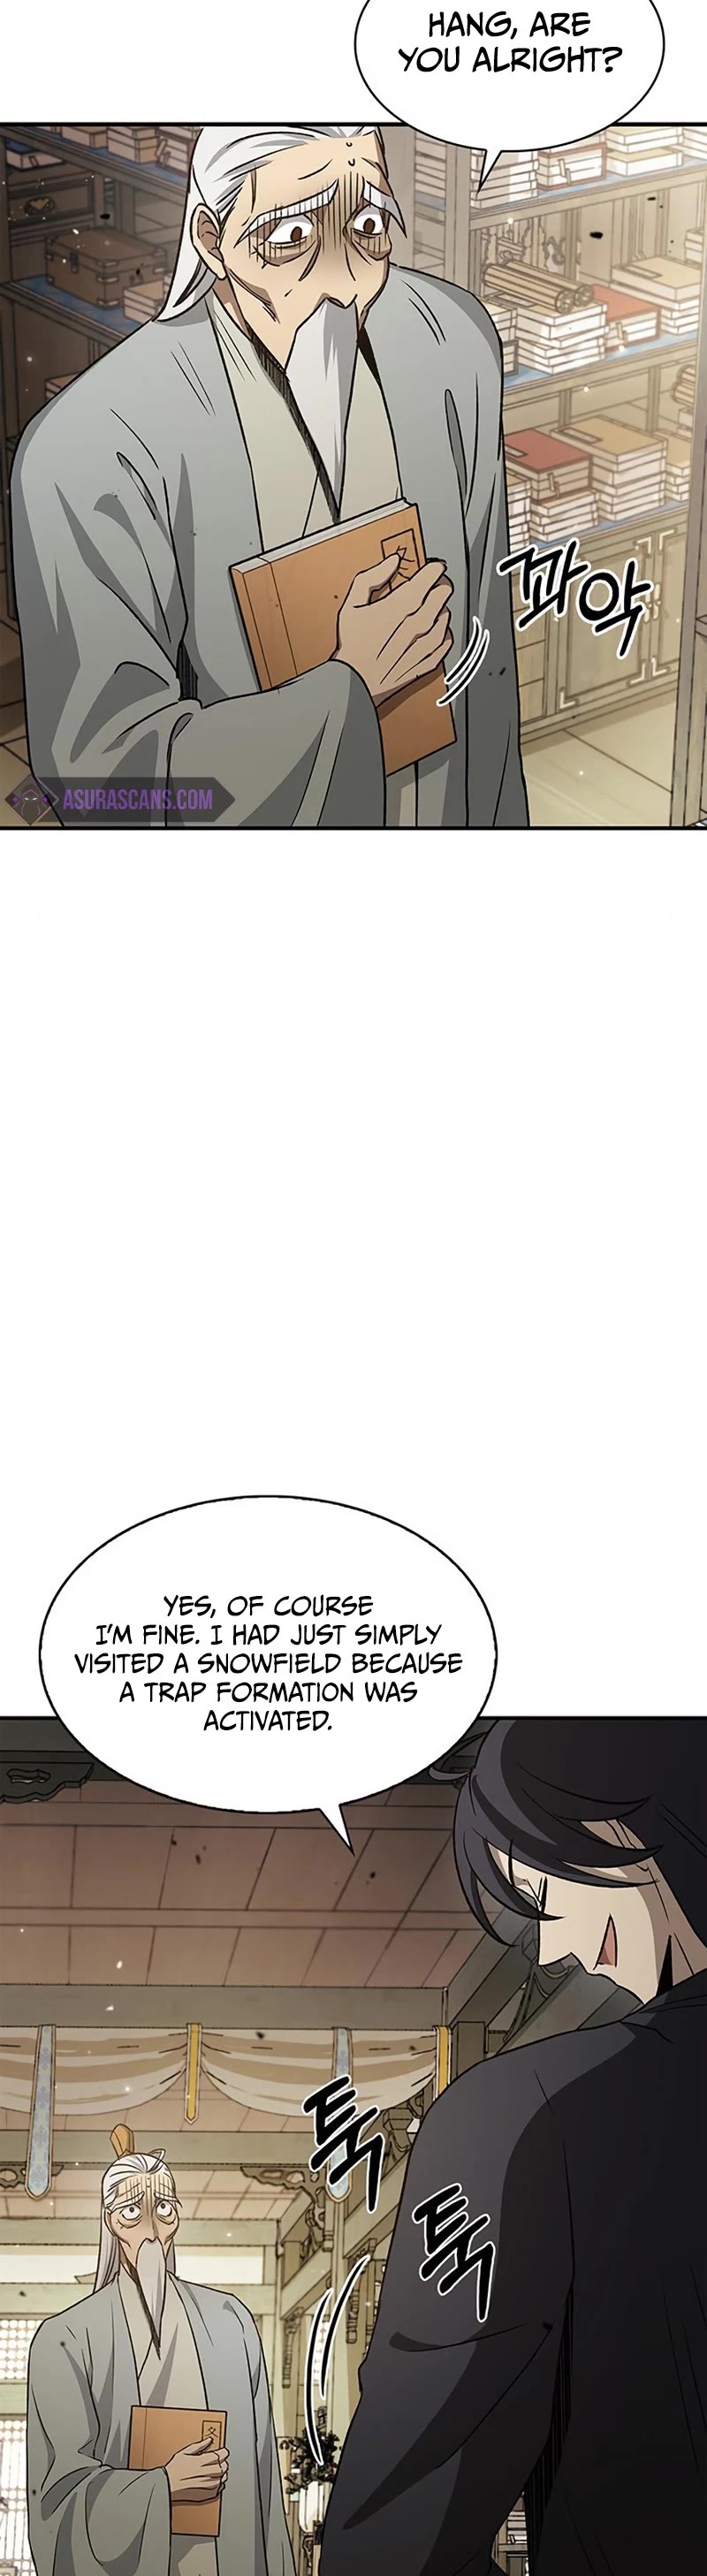 HANG, ARE
YOU ALRIGHT?
콰악
ASURASCANS.COM
YES, OF COURSE
I'M FINE. I HAD JUST SIMPLY
VISITED A SNOWFIELD BECAUSE
A TRAP FORMATION WAS
ACTIVATED.
툭
툭